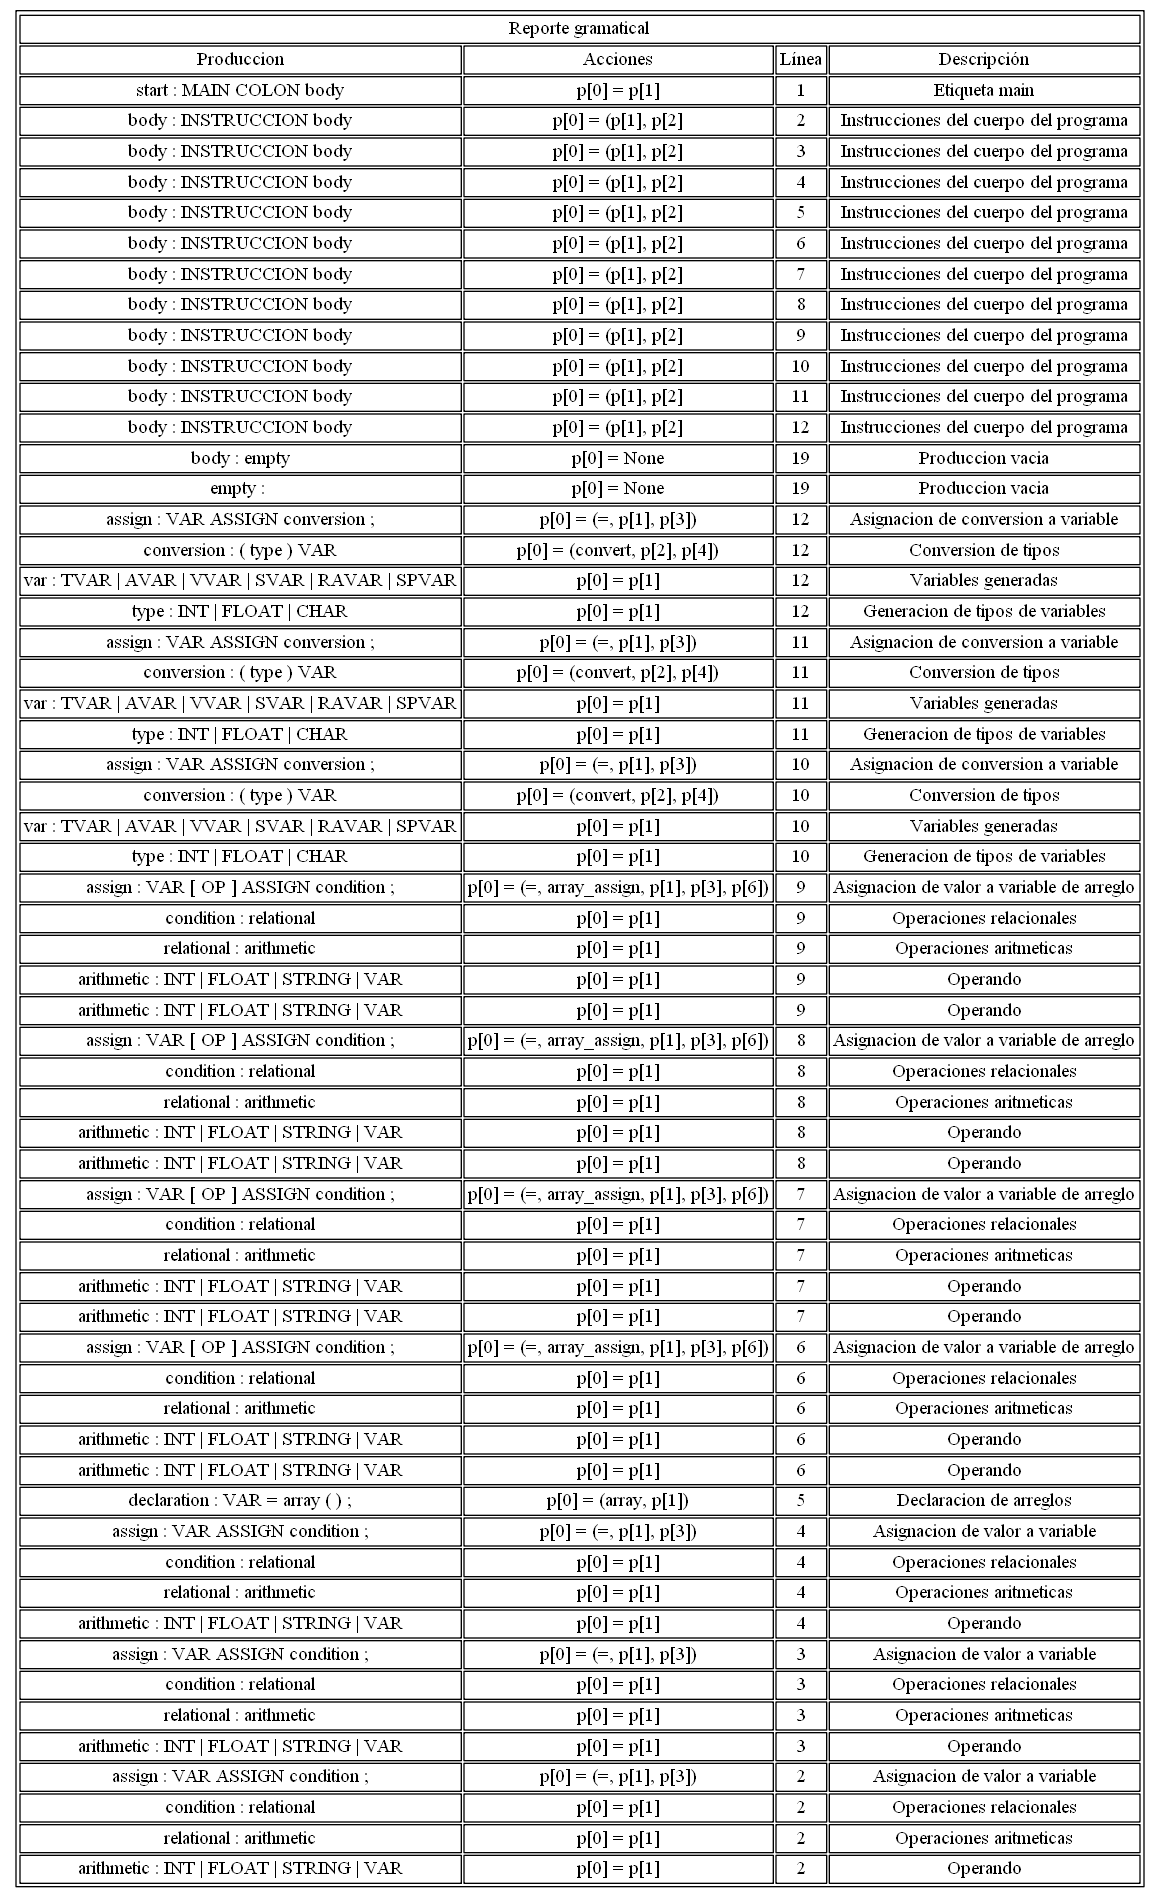 Reporte gramatical
Produccion Acciones Línea Descripción
start : MAIN COLON body p[0] = p[1] 1 Etiqueta main
body : INSTRUCCION body p[0] = (p[1], p[2] 2 Instrucciones del cuerpo del programa
body : INSTRUCCION body p[0] = (p[1], p[2] 3 Instrucciones del cuerpo del programa
body : INSTRUCCION body p[0] = (p[1], p[2] 4 Instrucciones del cuerpo del programa
body : INSTRUCCION body p[0] = (p[1], p[2] 5 Instrucciones del cuerpo del programa
body : INSTRUCCION body p[0] = (p[1], p[2] 6 Instrucciones del cuerpo del programa
body : INSTRUCCION body p[0] = (p[1], p[2] 7 Instrucciones del cuerpo del programa
body : INSTRUCCION body p[0] = (p[1], p[2] 8 Instrucciones del cuerpo del programa
body : INSTRUCCION body p[0] = (p[1], p[2] 9 Instrucciones del cuerpo del programa
body : INSTRUCCION body p[0] = (p[1], p[2] 10 Instrucciones del cuerpo del programa
body : INSTRUCCION body p[0] = (p[1], p[2] 11 Instrucciones del cuerpo del programa
body : INSTRUCCION body p[0] = (p[1], p[2] 12 Instrucciones del cuerpo del programa
body : empty p[0] = None 19 Produccion vacia
empty : p[0] = None 19 Produccion vacia
assign : VAR ASSIGN conversion ; p[0] = (=, p[1], p[3]) 12 Asignacion de conversion a variable
conversion : ( type ) VAR p[0] = (convert, p[2], p[4]) 12 Conversion de tipos
var : TVAR | AVAR | VVAR | SVAR | RAVAR | SPVAR p[0] = p[1] 12 Variables generadas
type : INT | FLOAT | CHAR p[0] = p[1] 12 Generacion de tipos de variables
assign : VAR ASSIGN conversion ; p[0] = (=, p[1], p[3]) 11 Asignacion de conversion a variable
conversion : ( type ) VAR p[0] = (convert, p[2], p[4]) 11 Conversion de tipos
var : TVAR | AVAR | VVAR | SVAR | RAVAR | SPVAR p[0] = p[1] 11 Variables generadas
type : INT | FLOAT | CHAR p[0] = p[1] 11 Generacion de tipos de variables
assign : VAR ASSIGN conversion ; p[0] = (=, p[1], p[3]) 10 Asignacion de conversion a variable
conversion : ( type ) VAR p[0] = (convert, p[2], p[4]) 10 Conversion de tipos
var : TVAR | AVAR | VVAR | SVAR | RAVAR | SPVAR p[0] = p[1] 10 Variables generadas
type : INT | FLOAT | CHAR p[0] = p[1] 10 Generacion de tipos de variables
assign : VAR [ OP ] ASSIGN condition ; p[0] = (=, array_assign, p[1], p[3], p[6]) 9 Asignacion de valor a variable de arreglo
condition : relational p[0] = p[1] 9 Operaciones relacionales
relational : arithmetic p[0] = p[1] 9 Operaciones aritmeticas
arithmetic : INT | FLOAT | STRING | VAR p[0] = p[1] 9 Operando
arithmetic : INT | FLOAT | STRING | VAR p[0] = p[1] 9 Operando
assign : VAR [ OP ] ASSIGN condition ; p[0] = (=, array_assign, p[1], p[3], p[6]) 8 Asignacion de valor a variable de arreglo
condition : relational p[0] = p[1] 8 Operaciones relacionales
relational : arithmetic p[0] = p[1] 8 Operaciones aritmeticas
arithmetic : INT | FLOAT | STRING | VAR p[0] = p[1] 8 Operando
arithmetic : INT | FLOAT | STRING | VAR p[0] = p[1] 8 Operando
assign : VAR [ OP ] ASSIGN condition ; p[0] = (=, array_assign, p[1], p[3], p[6]) 7 Asignacion de valor a variable de arreglo
condition : relational p[0] = p[1] 7 Operaciones relacionales
relational : arithmetic p[0] = p[1] 7 Operaciones aritmeticas
arithmetic : INT | FLOAT | STRING | VAR p[0] = p[1] 7 Operando
arithmetic : INT | FLOAT | STRING | VAR p[0] = p[1] 7 Operando
assign : VAR [ OP ] ASSIGN condition ; p[0] = (=, array_assign, p[1], p[3], p[6]) 6 Asignacion de valor a variable de arreglo
condition : relational p[0] = p[1] 6 Operaciones relacionales
relational : arithmetic p[0] = p[1] 6 Operaciones aritmeticas
arithmetic : INT | FLOAT | STRING | VAR p[0] = p[1] 6 Operando
arithmetic : INT | FLOAT | STRING | VAR p[0] = p[1] 6 Operando
declaration : VAR = array ( ) ; p[0] = (array, p[1]) 5 Declaracion de arreglos
assign : VAR ASSIGN condition ; p[0] = (=, p[1], p[3]) 4 Asignacion de valor a variable
condition : relational p[0] = p[1] 4 Operaciones relacionales
relational : arithmetic p[0] = p[1] 4 Operaciones aritmeticas
arithmetic : INT | FLOAT | STRING | VAR p[0] = p[1] 4 Operando
assign : VAR ASSIGN condition ; p[0] = (=, p[1], p[3]) 3 Asignacion de valor a variable
condition : relational p[0] = p[1] 3 Operaciones relacionales
relational : arithmetic p[0] = p[1] 3 Operaciones aritmeticas
arithmetic : INT | FLOAT | STRING | VAR p[0] = p[1] 3 Operando
assign : VAR ASSIGN condition ; p[0] = (=, p[1], p[3]) 2 Asignacion de valor a variable
condition : relational p[0] = p[1] 2 Operaciones relacionales
relational : arithmetic p[0] = p[1] 2 Operaciones aritmeticas
arithmetic : INT | FLOAT | STRING | VAR p[0] = p[1] 2 Operando